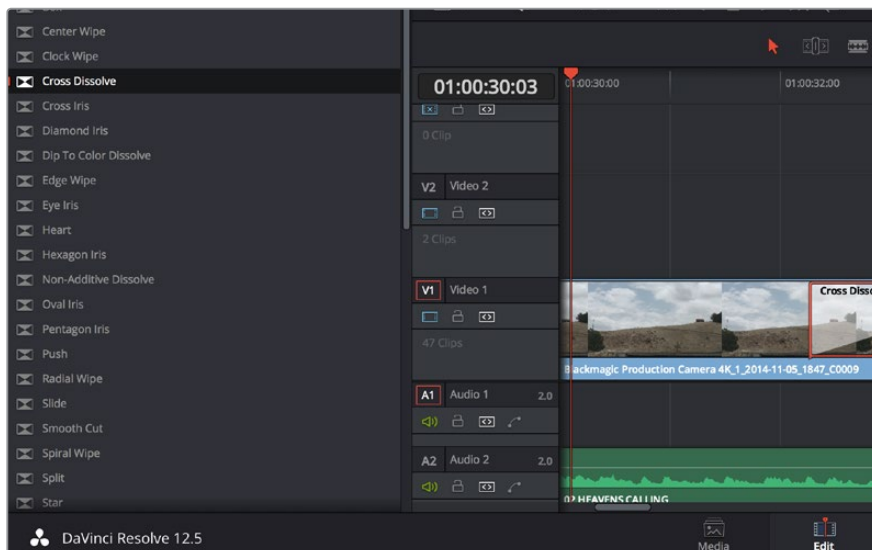 Center Wipe
Clock Wipe
Cross Dissolve
Cross Iris
Diamond Iris
Dip To Color Dissolve
Edge Wipe
Eye Iris
Heart
Hexagon Iris
Non-Additive Dissolve
Oval Iris
Pentagon Iris
Push
Radial Wipe
Slide
Smooth Cut
Spiral Wipe
Split
Star
01:00:30:03
01:00:30:00
01:00:32:00
0 Clip
V2 Video 2
2 Clips
V1 Video 1
47 Clips
Cross Diss
Blackmagic Production Camera 4K_1_2014-11-05_1847_C0009
A1 Audio 1 2.0
A2 Audio 2 2.0
02 HEAVENS CALLING
DaVinci Resolve 12.5
Media
Edit